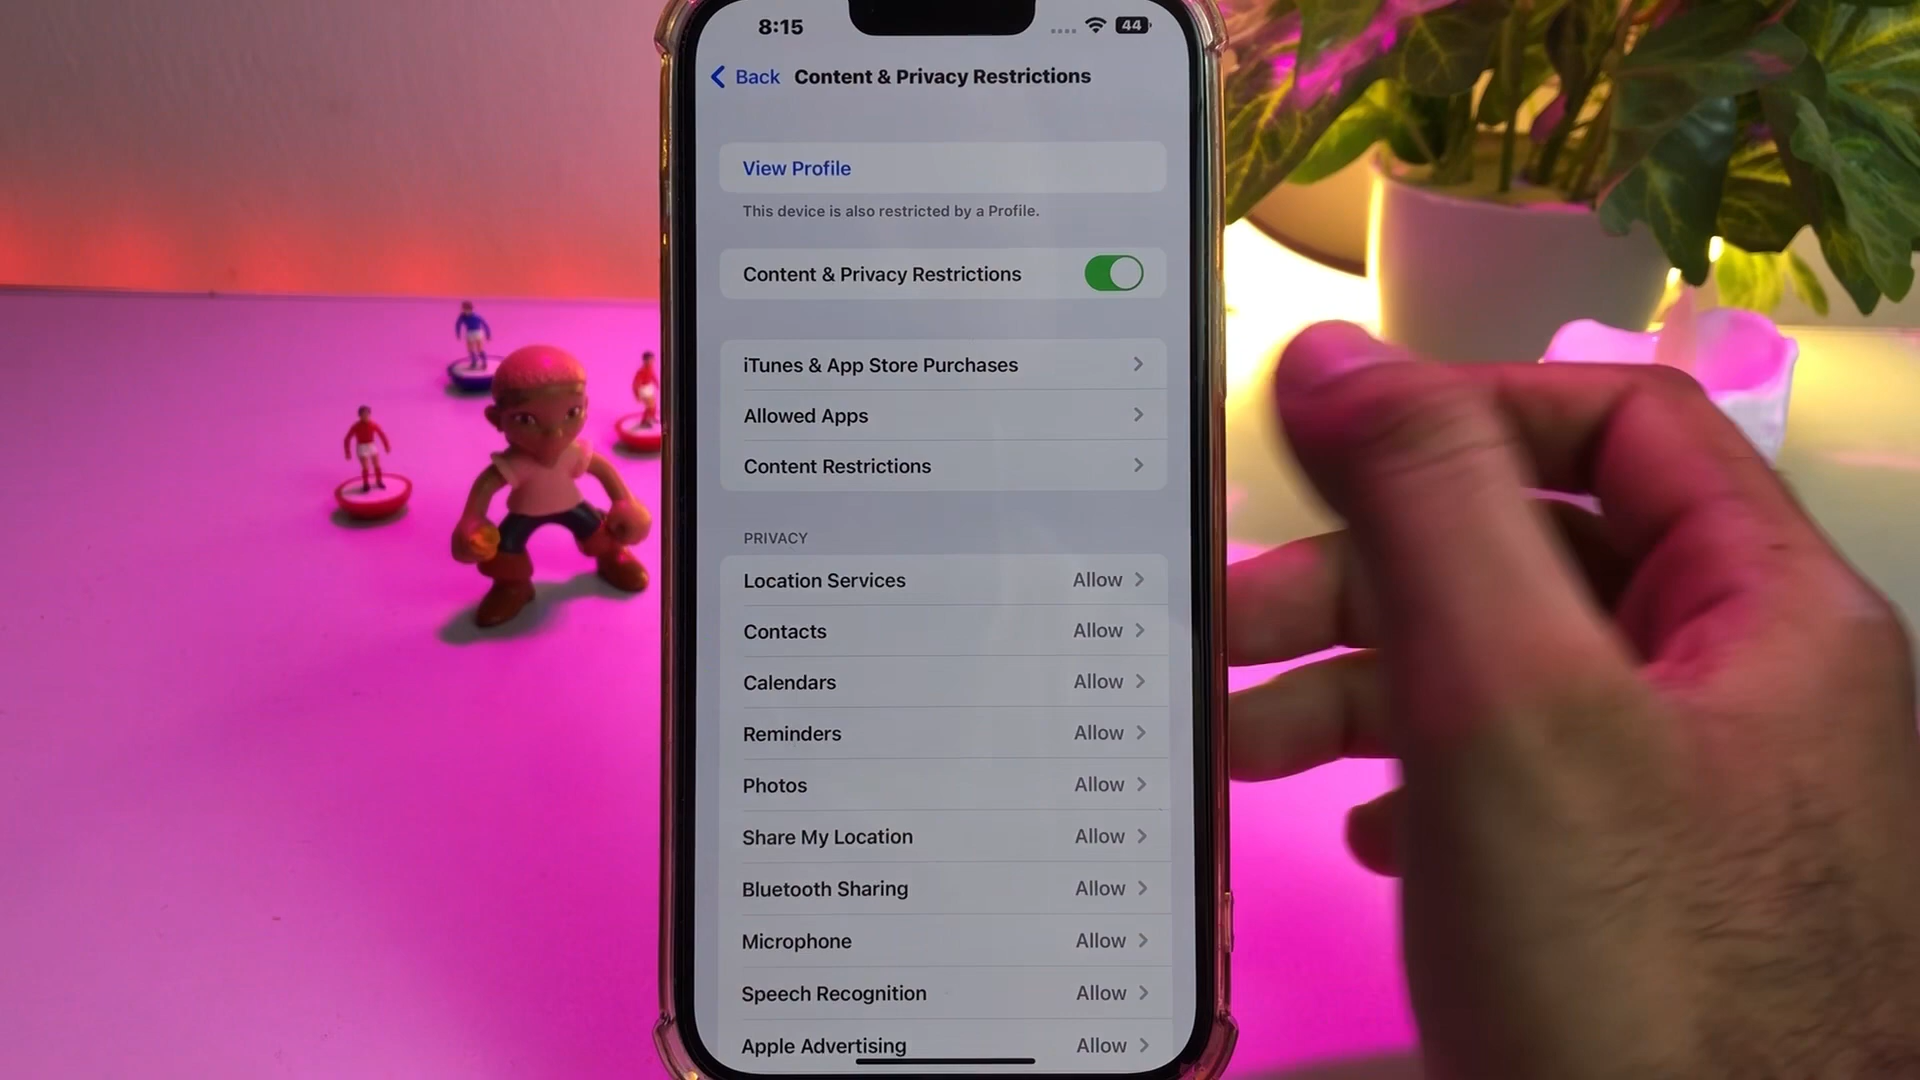 8:15
44
Back Content & Privacy Restrictions
View Profile
This device is also restricted by a Profile.
Content & Privacy Restrictions
iTunes & App Store Purchases
Allowed Apps
Content Restrictions
PRIVACY
Location Services Allow
Contacts Allow
Calendars Allow
Reminders Allow
Photos Allow
Share My Location Allow
Bluetooth Sharing Allow
Microphone Allow
Speech Recognition Allow
Apple Advertising Allow